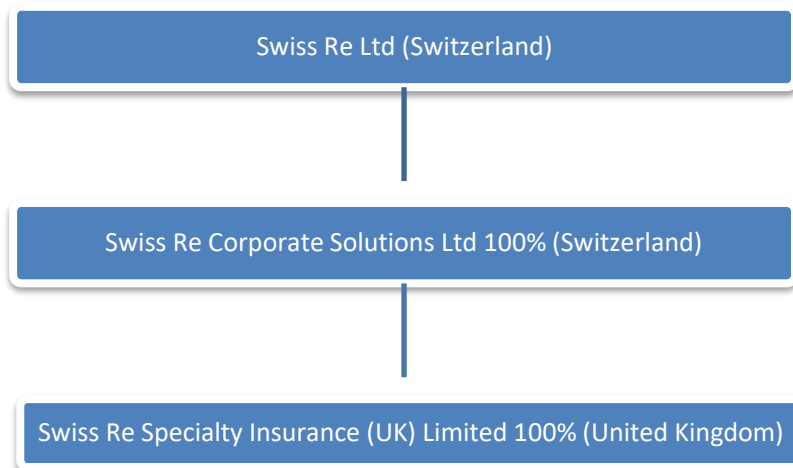 Swiss Re Ltd (Switzerland)
Swiss Re Corporate Solutions Ltd 100% (Switzerland)
Swiss Re Specialty Insurance (UK) Limited 100% (United Kingdom)